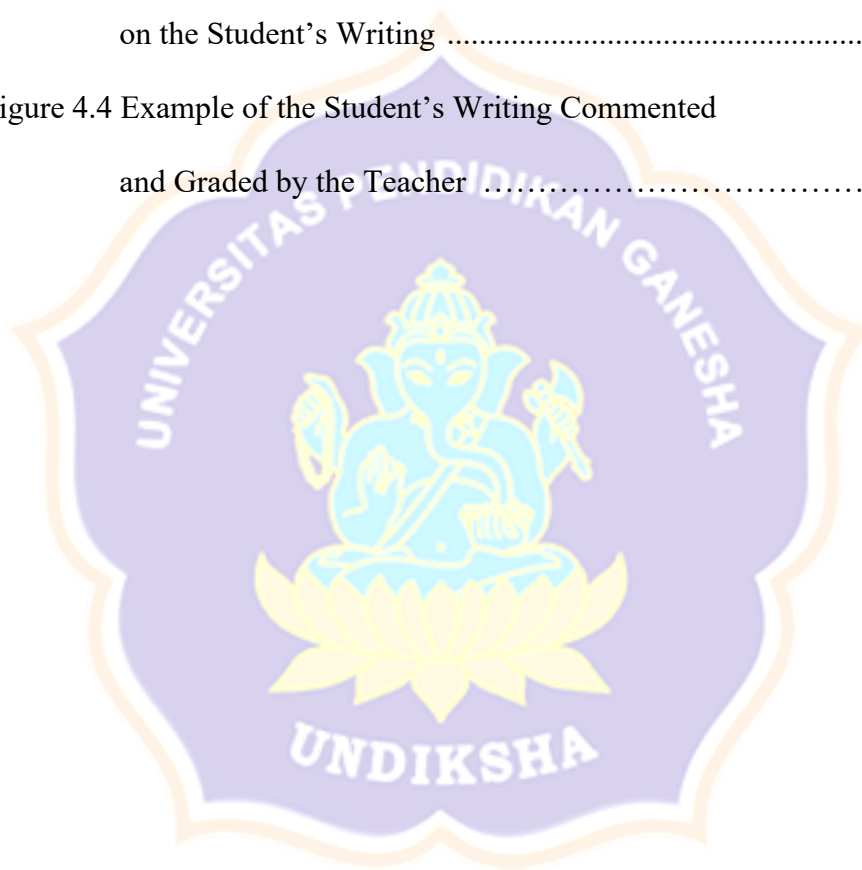 on the Student’s Writing ................................................
igure 4.4 Example of the Student’s Writing Commented
and Graded by the Teacher …………………………………
UNIVERSITAS PENDIDIKAN GANESHA
UNDIKSHA